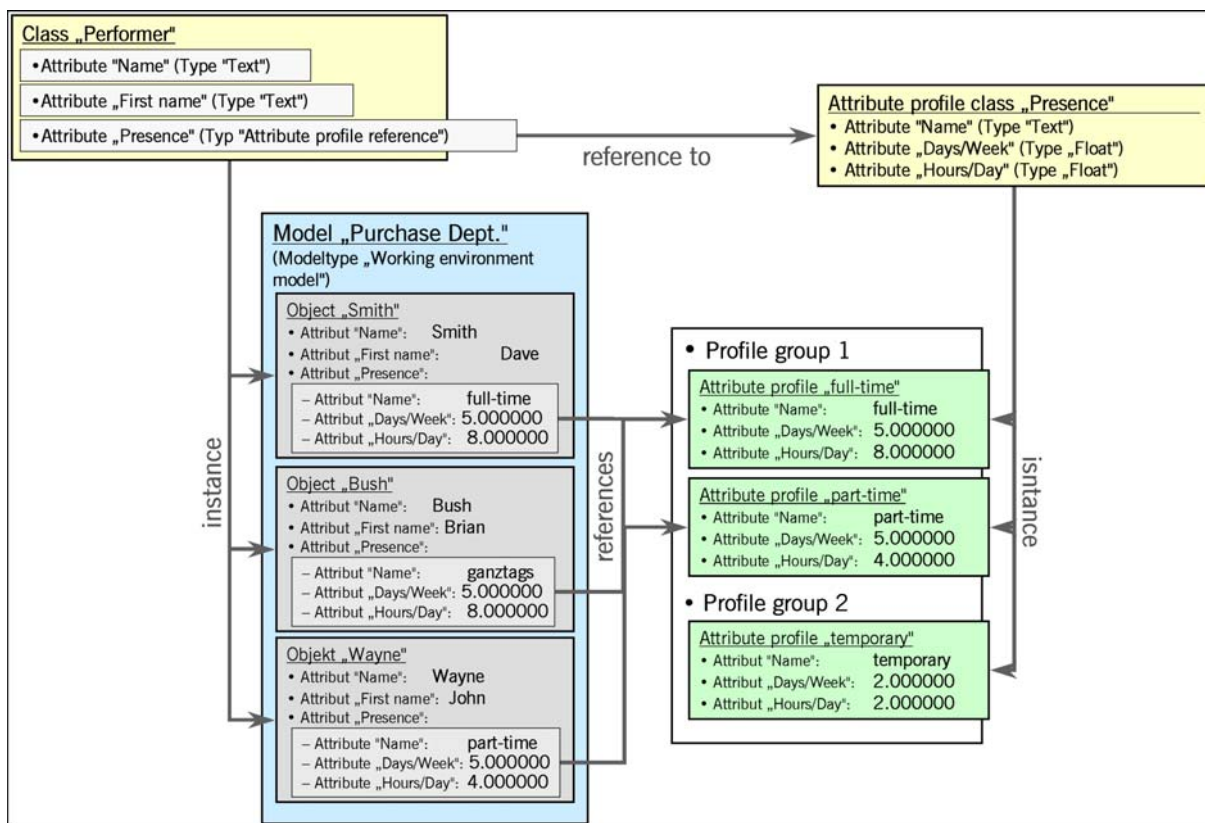 Class „Performer"
•Attribute "Name" (Type "Text")
•Attribute „First name" (Type "Text")
•Attribute „Presence" (Typ "Attribute profile reference")
reference to
Attribute profile class „Presence"
• Attribute "Name" (Type "Text")
• Attribute „Days/Week" (Type „Float")
• Attribute „Hours/Day" (Type „Float")
instance
Model „Purchase Dept."
(Modeltype „Working environment
model")
Object „Smith"
• Attribut "Name": Smith
• Attribut „First name": Dave
• Attribut „Presence":
– Attribut "Name": full-time
– Attribut „Days/Week": 5.000000
– Attribut „Hours/Day": 8.000000
Object „Bush"
• Attribut "Name": Bush
• Attribut „First name": Brian
• Attribut „Presence":
– Attribut "Name": ganztags
– Attribut „Days/Week": 5.000000
– Attribut „Hours/Day": 8.000000
Objekt „Wayne"
• Attribut "Name": Wayne
• Attribut „First name": John
• Attribut „Presence":
– Attribute "Name": part-time
– Attribute „Days/Week": 5.000000
– Attribute „Hours/Day": 4.000000
references
• Profile group 1
Attribute profile „full-time"
• Attribute "Name": full-time
• Attribute „Days/Week": 5.000000
• Attribute „Hours/Day": 8.000000
Attribute profile „part-time"
• Attribute "Name": part-time
• Attribute „Days/Week": 5.000000
• Attribute „Hours/Day": 4.000000
• Profile group 2
Attribute profile „temporary"
• Attribut "Name": temporary
• Attribut „Days/Week": 2.000000
• Attribut „Hours/Day": 2.000000
isntance